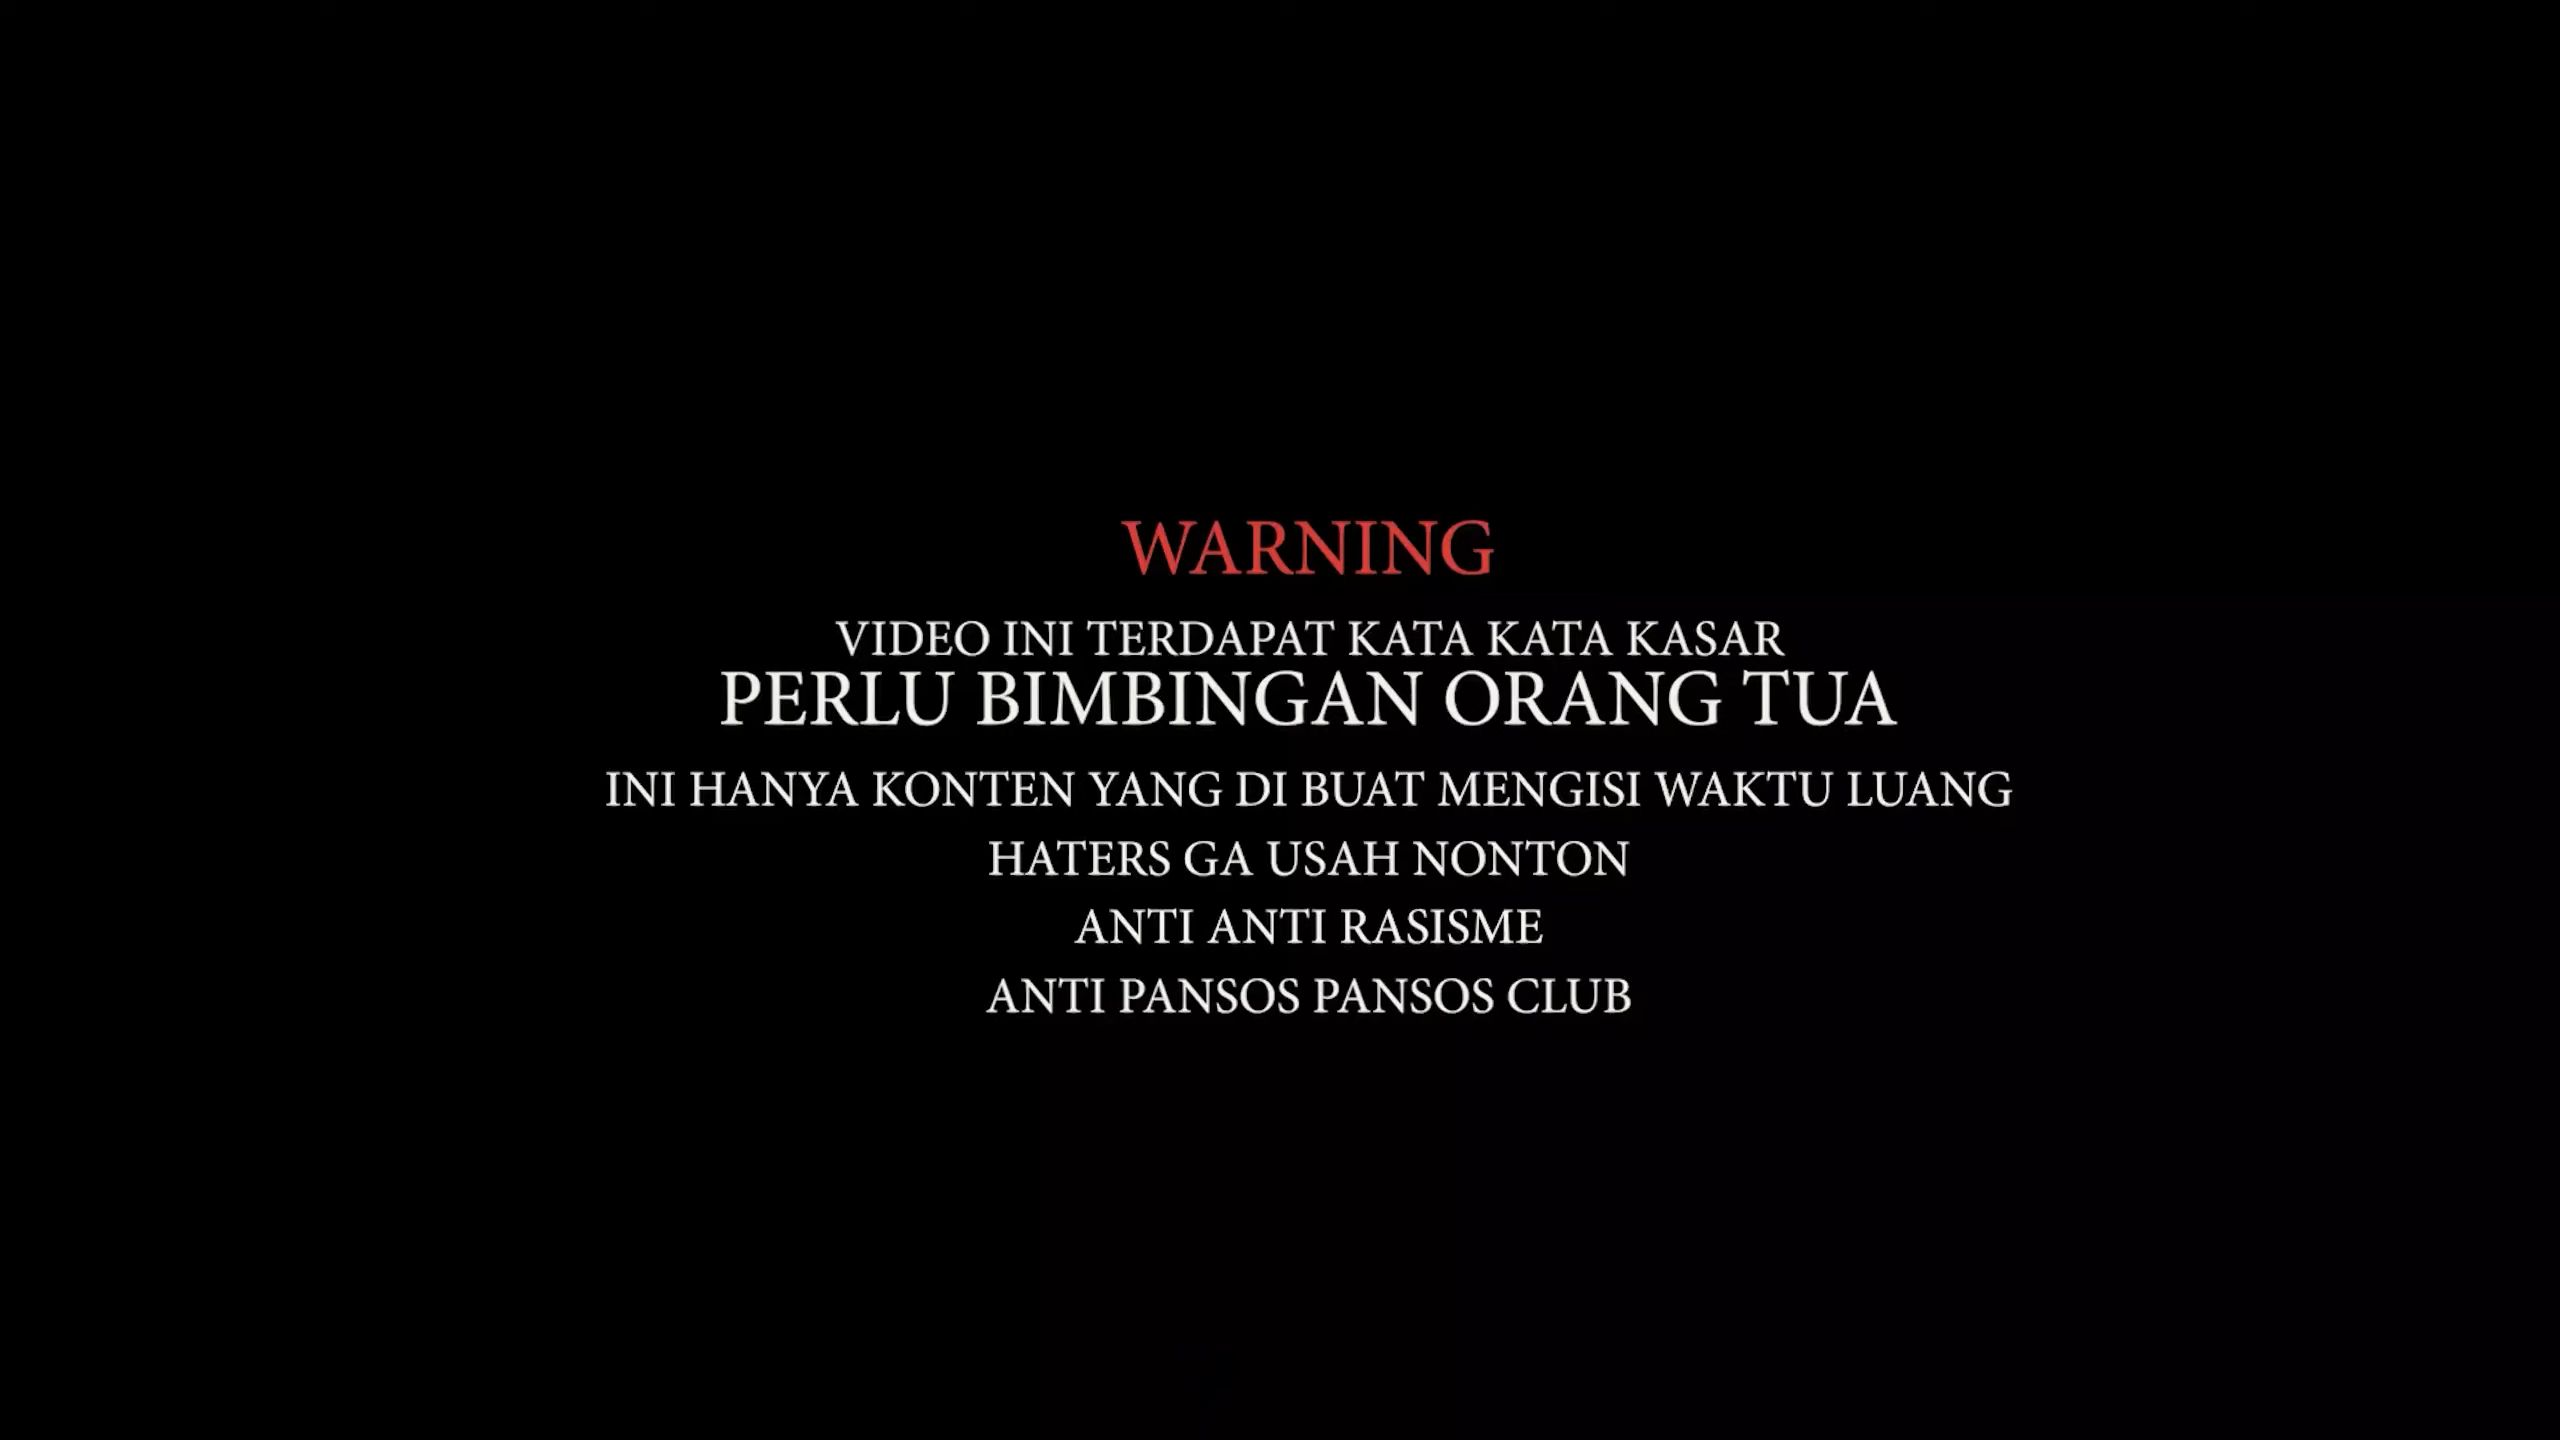 WARNING
VIDEO INI TERDAPAT KATA KATA KASAR
PERLU BIMBINGAN ORANG TUA
INI HANYA KONTEN YANG DI BUAT MENGISI WAKTU LUANG
HATERS GA USAH NONTON
ANTI ANTI RASISME
ANTI PANSOS PANSOS CLUB